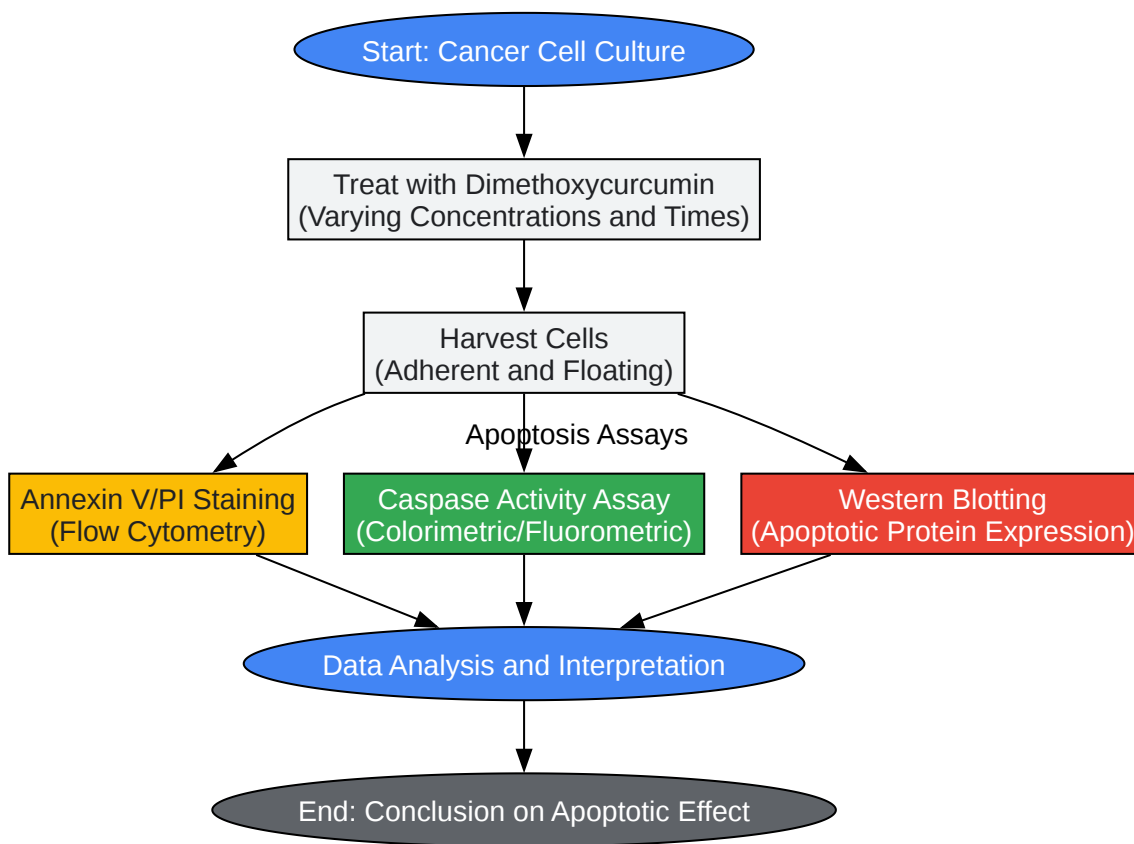 Start: Cancer Cell Culture
Treat with Dimethoxycurcumin
(Varying Concentrations and Times)
Harvest Cells
(Adherent and Floating)
Apoptosis Assays
Annexin V/PI Staining
(Flow Cytometry)
Caspase Activity Assay
(Colorimetric/Fluorometric)
Western Blotting
(Apoptotic Protein Expression)
Data Analysis and Interpretation
End: Conclusion on Apoptotic Effect